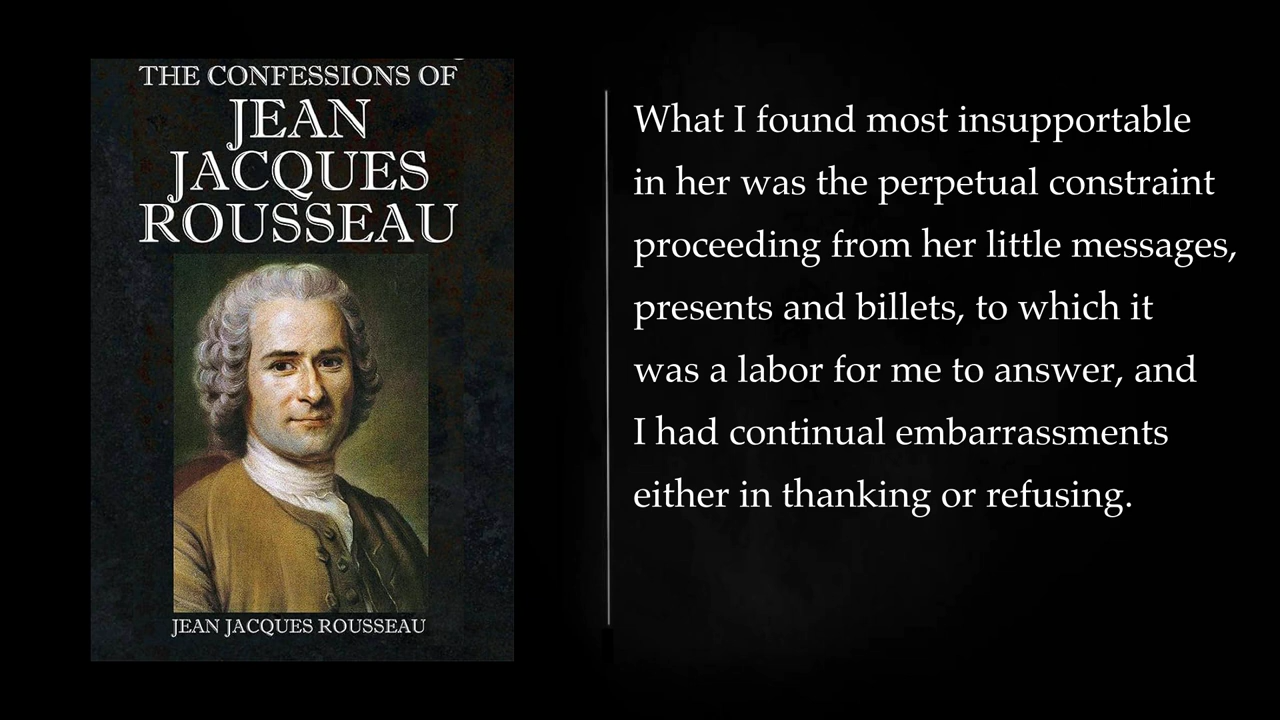 THE CONFESSIONS OF
JEAN
JACQUES
ROUSSEAU
JEAN JACQUES ROUSSEAU
What I found most insupportable
in her was the perpetual constraint
proceeding from her little messages,
presents and billets, to which it
was a labor for me to answer, and
I had continual embarrassments
either in thanking or refusing.